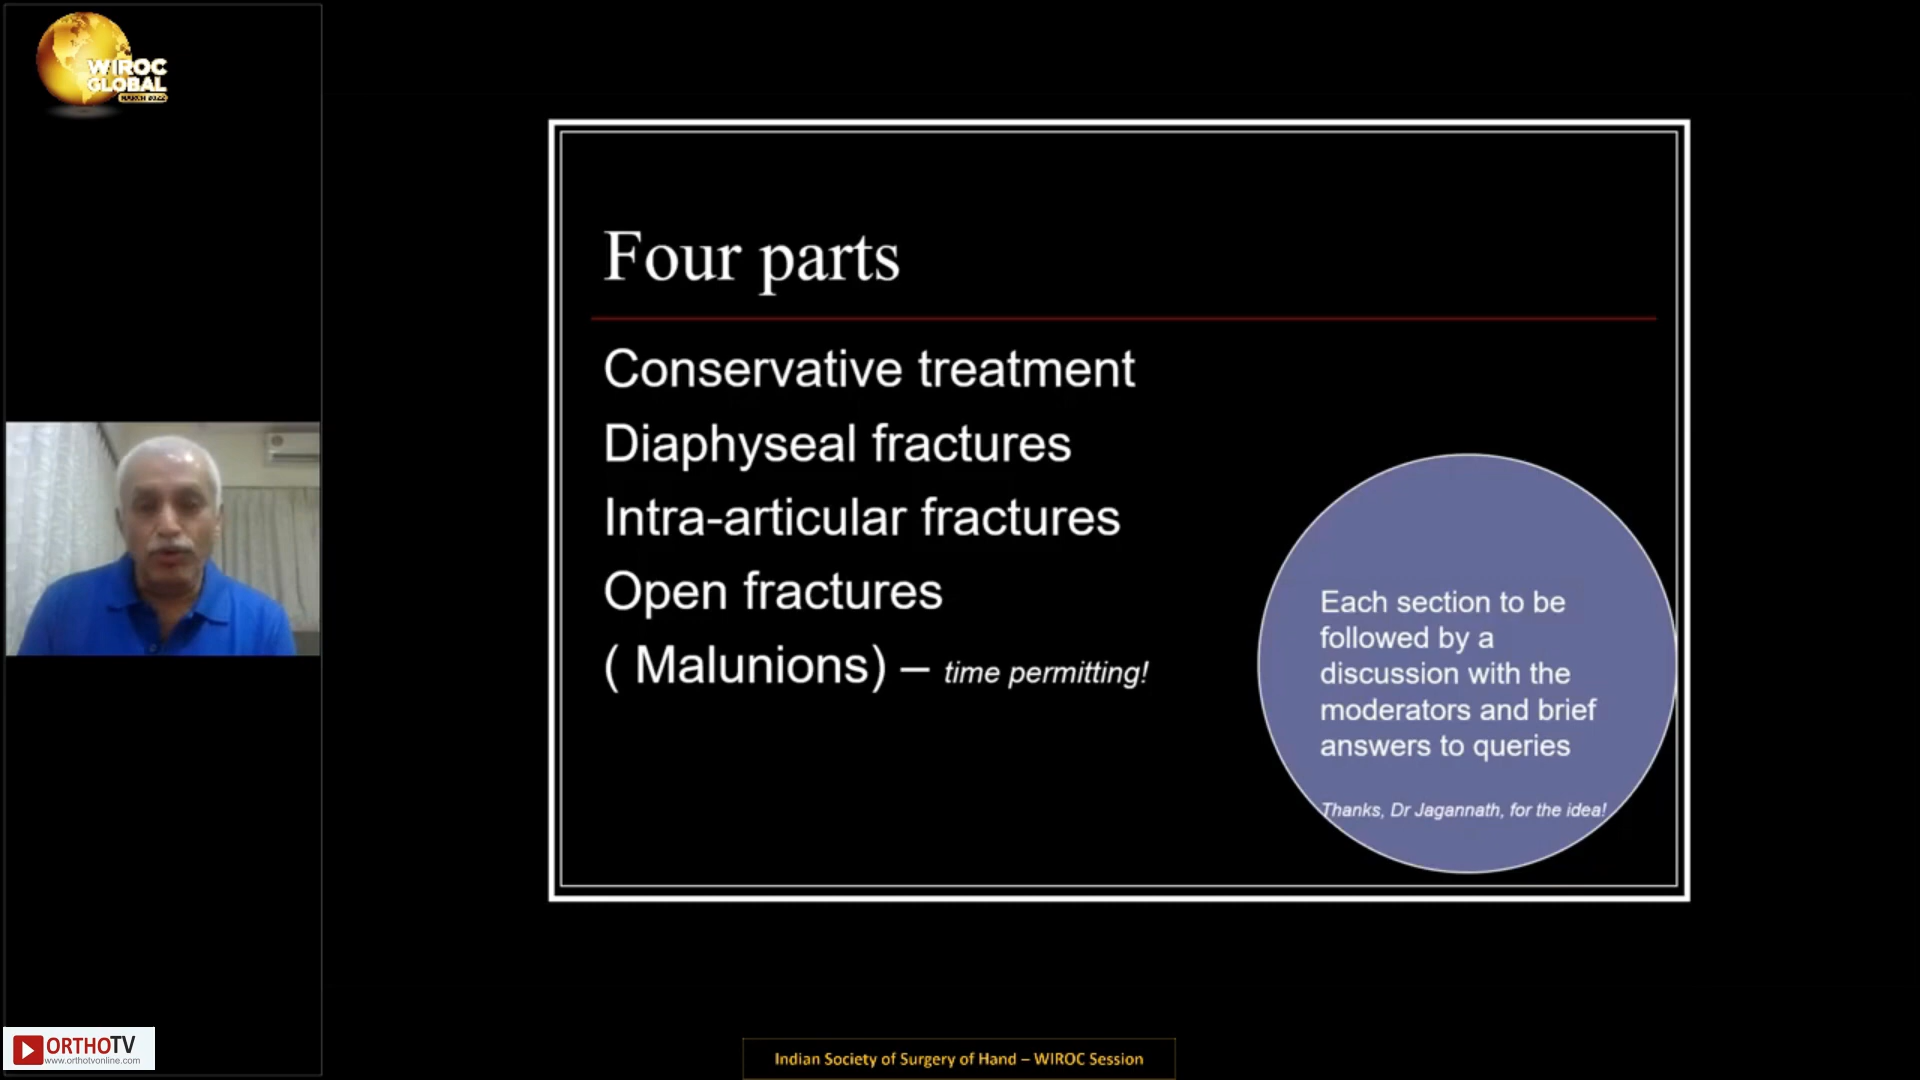 WIROC
GLOBAL
MARCH 2022
Four parts
Conservative treatment
Diaphyseal fractures
Intra-articular fractures
Open fractures
( Malunions) – time permitting!
Each section to be
followed by a
discussion with the
moderators and brief
answers to queries
Thanks, Dr Jagannath, for the idea!
ORTHOTV
www.orthotvonline.com
Indian Society of Surgery of Hand – WIROC Session